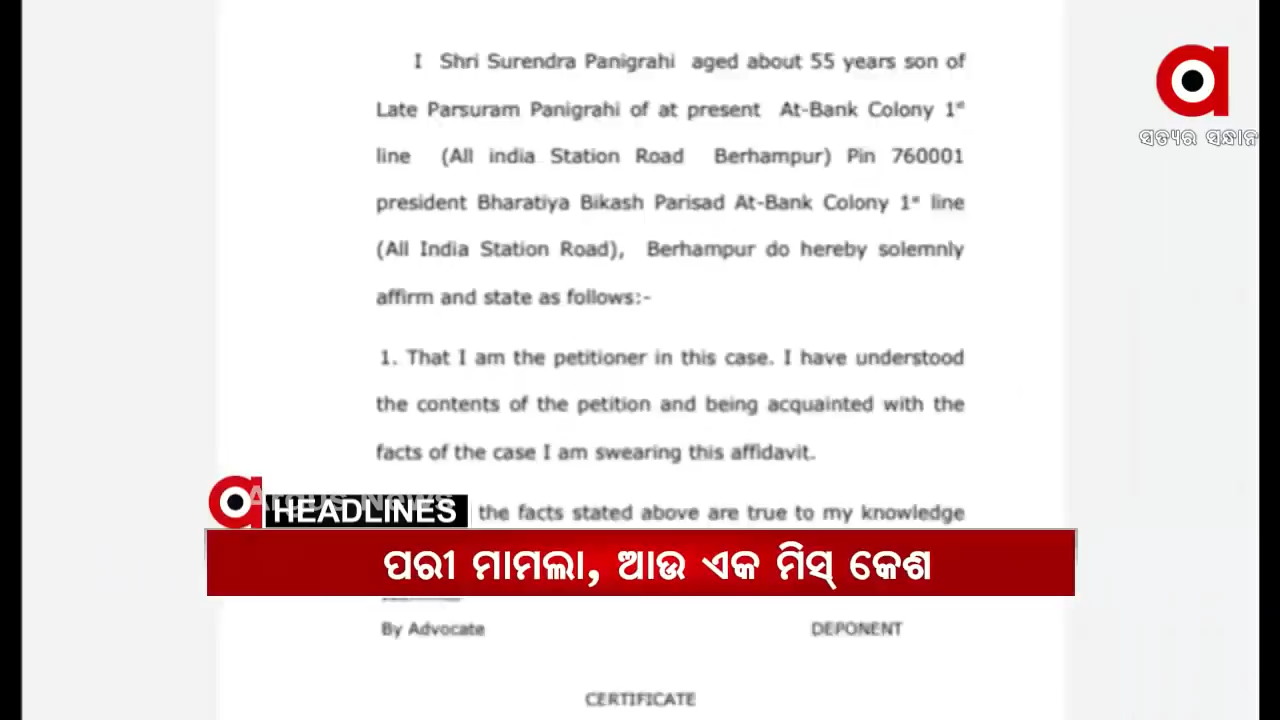 I Shri Surendra Panigrahi aged about 55 years son of
Late Parsuram Panigrahi of at present At-Bank Colony 1st
line (All india Station Road Berhampur) Pin 760001
president Bharatiya Bikash Parisad At-Bank Colony 1st line
(All India Station Road), Berhampur do hereby solemnly
affirm and state as follows:-
1. That I am the petitioner in this case. I have understood
the contents of the petition and being acquainted with the
facts of the case I am swearing this affidavit.
the facts stated above are true to my knowledge
By Advocate DEPONENT
CERTIFICATE
ସତ୍ୟର ସନ୍ଧାନ
Argus News
HEADLINES
ପରୀ ମାମଲା, ଆଉ ଏକ ମିସ୍ କେଶ